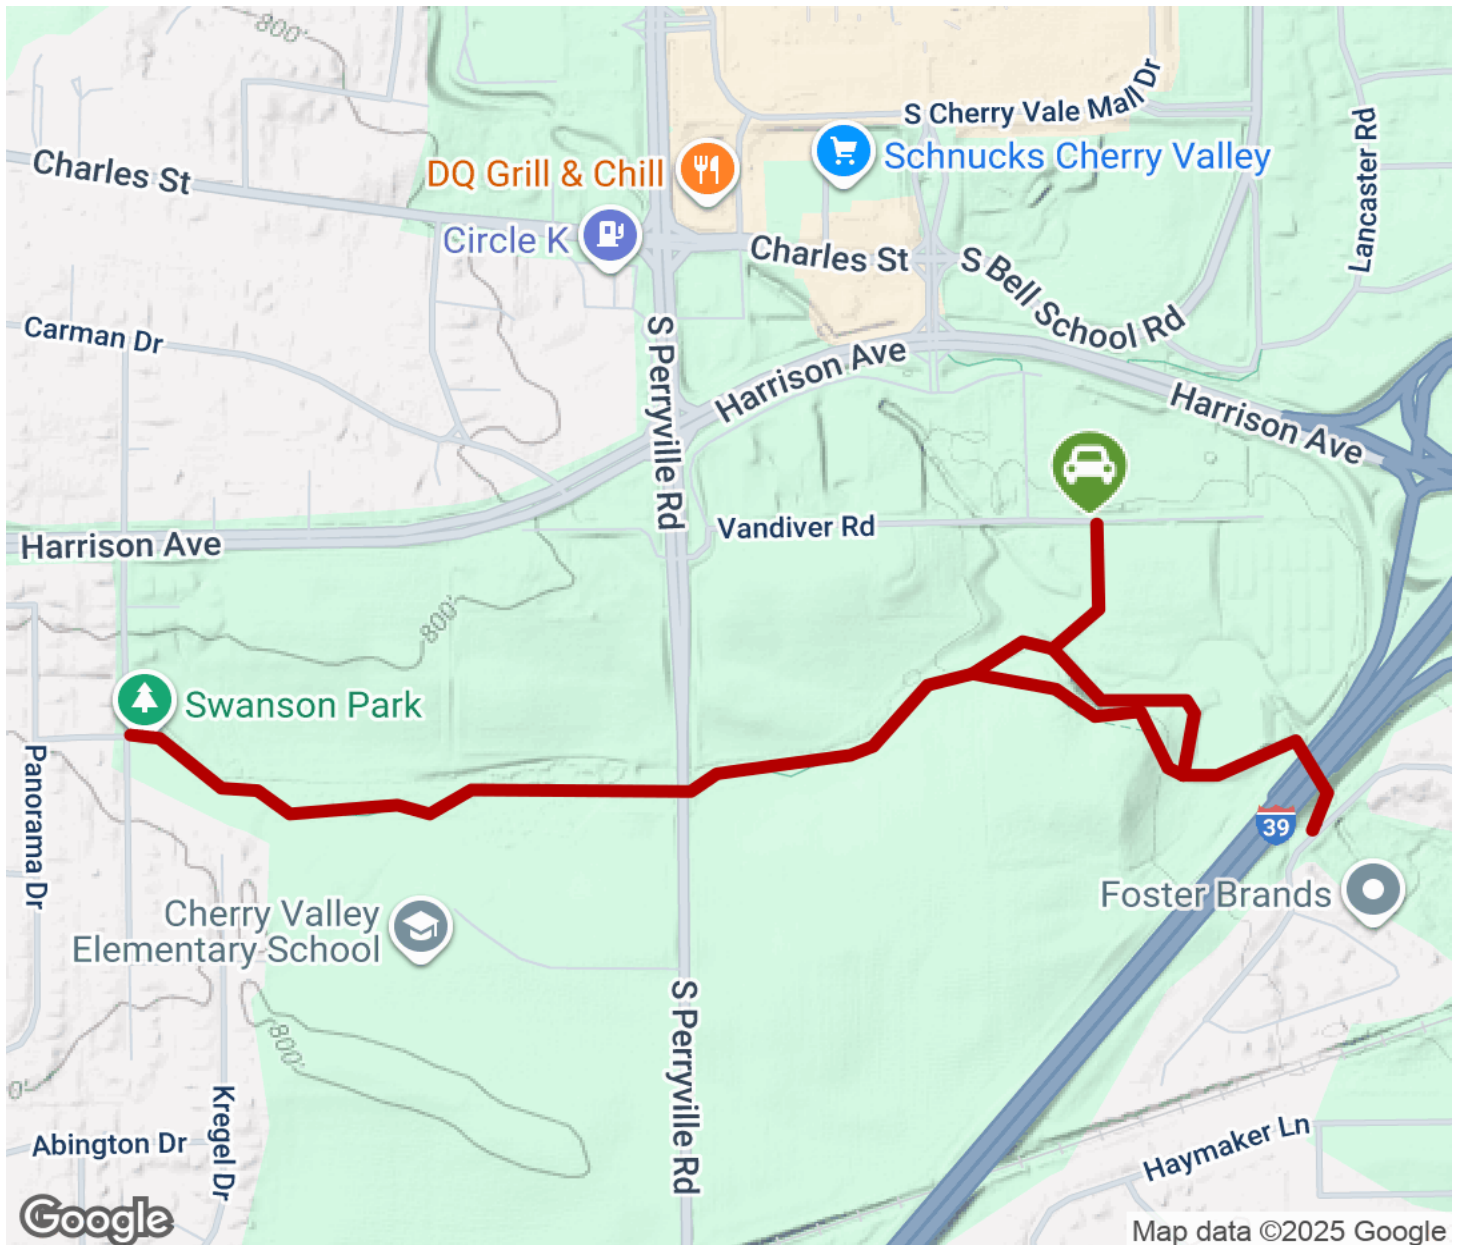 800'
S Cherry Vale Mall Dr
Lancaster Rd
Charles St
DQ Grill & Chill
Schnucks Cherry Valley
Circle K
Charles St
S Bell School Rd
Carman Dr
S Perryville Rd
Harrison Ave
Harrison Ave
Harrison Ave
Vandiver Rd
800'
Swanson Park
Panorama Dr
39
Cherry Valley
Elementary School
Foster Brands
S Perryville Rd
800'
0'
Kregel Dr
Abington Dr
Haymaker Ln
Google
Map data ©2025 Google